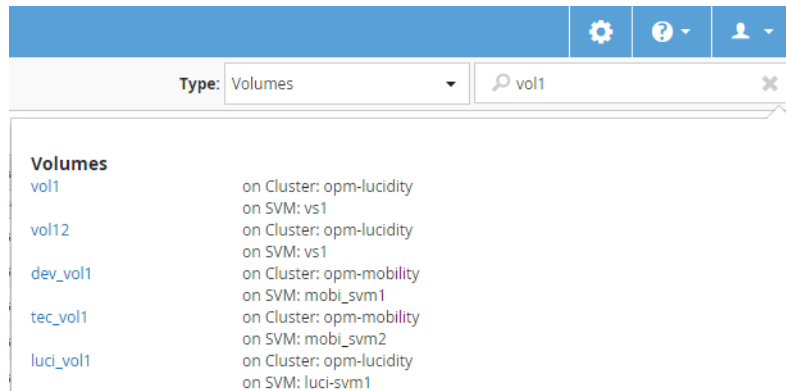 Type: Volumes vol1
Volumes
vol1 on Cluster: opm-lucidity
on SVM: vs1
vol12 on Cluster: opm-lucidity
on SVM: vs1
dev_vol1 on Cluster: opm-mobility
on SVM: mobi_svm1
tec_vol1 on Cluster: opm-mobility
on SVM: mobi_svm2
luci_vol1 on Cluster: opm-lucidity
on SVM: luci-svm1